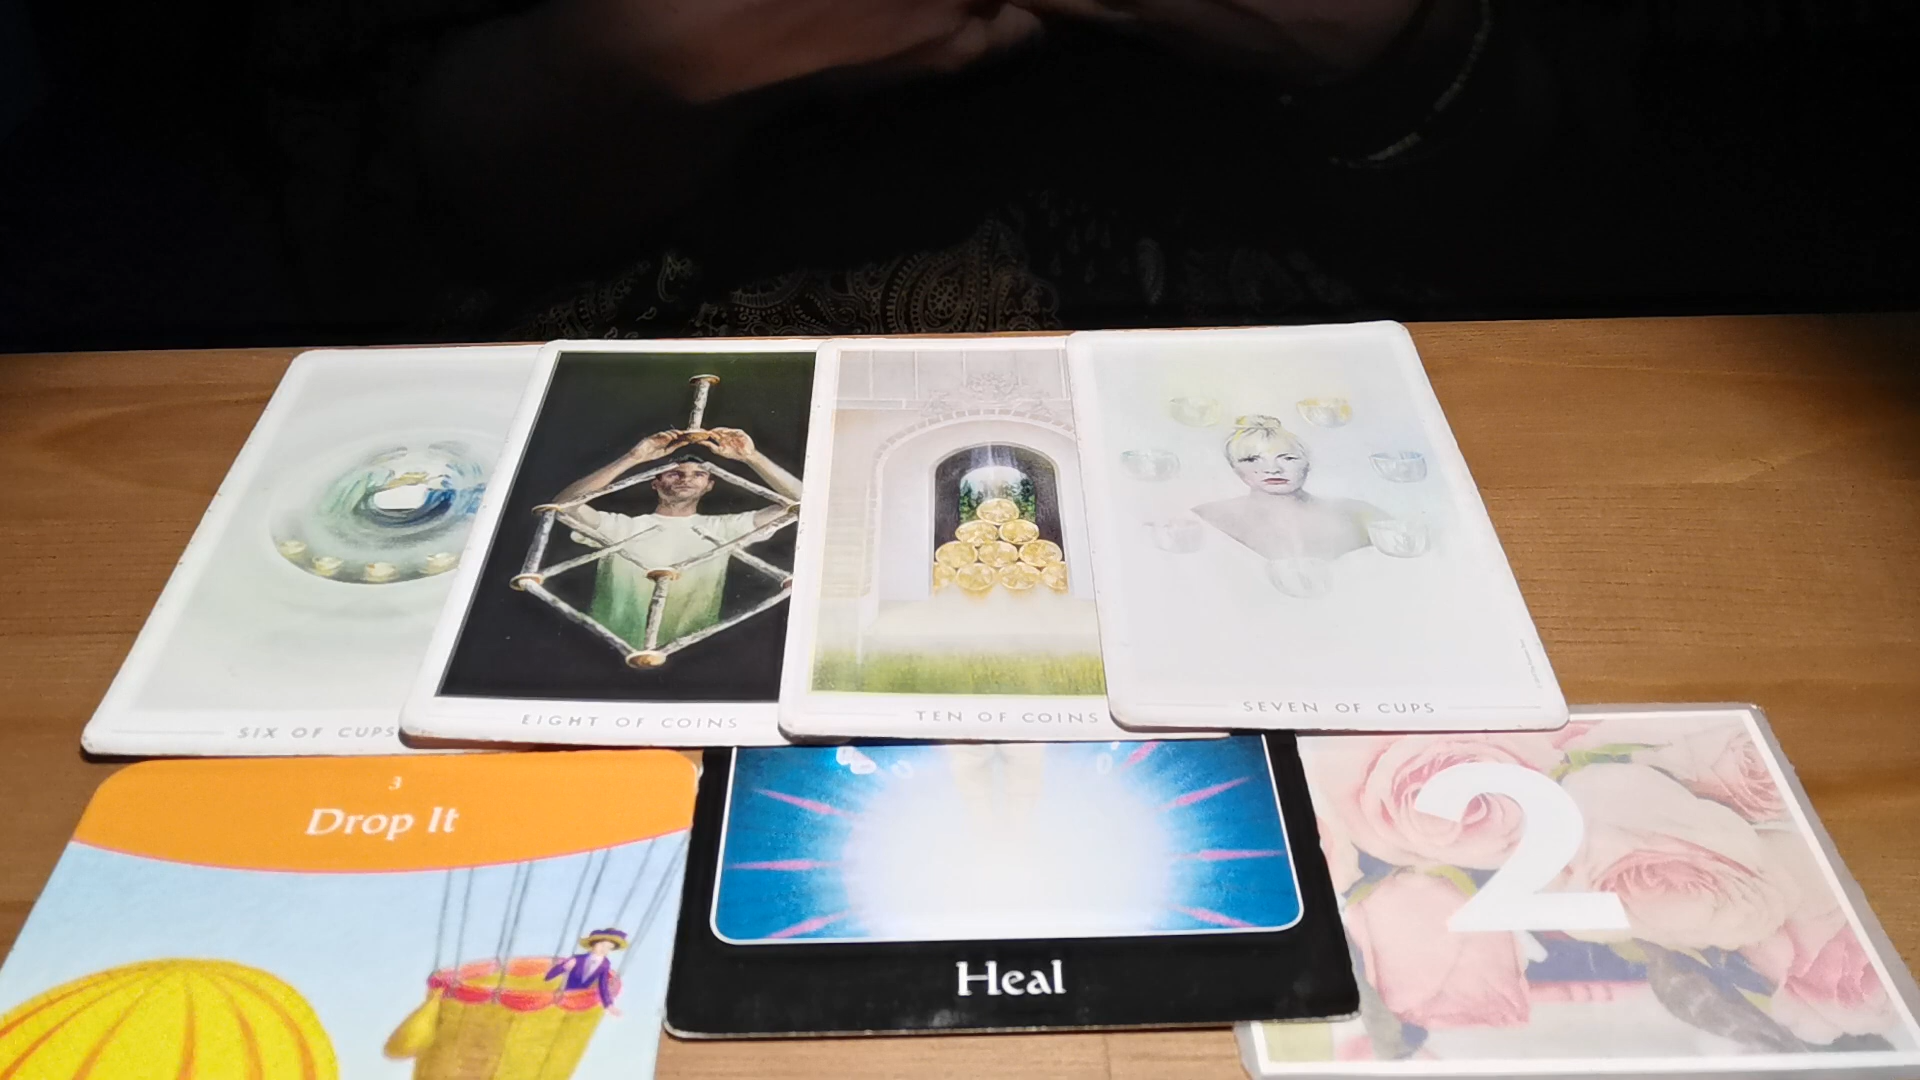 SIX OF CUPS
EIGHT OF COINS
TEN OF COINS
SEVEN OF CUPS
3
Drop It
Heal
2